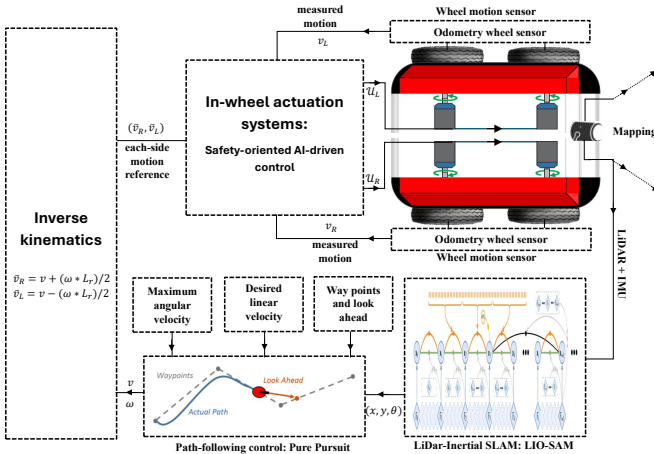 measured
motion
v_L
Wheel motion sensor
Odometry wheel sensor
In-wheel actuation
systems:
Safety-oriented AI-driven
control
U_L
U_R
(v̄_R, v̄_L)
each-side
motion
reference
Mapping
Inverse
kinematics
v̄_R = v + (ω * L_r)/2
v̄_L = v − (ω * L_r)/2
v_R
measured
motion
Odometry wheel sensor
Wheel motion sensor
LiDAR + IMU
Maximum
angular
velocity
Desired
linear
velocity
Way points
and look
ahead
Waypoints
Look Ahead
Actual Path
v
ω
(x, y, θ)
Path-following control: Pure Pursuit
LiDar-Inertial SLAM: LIO-SAM